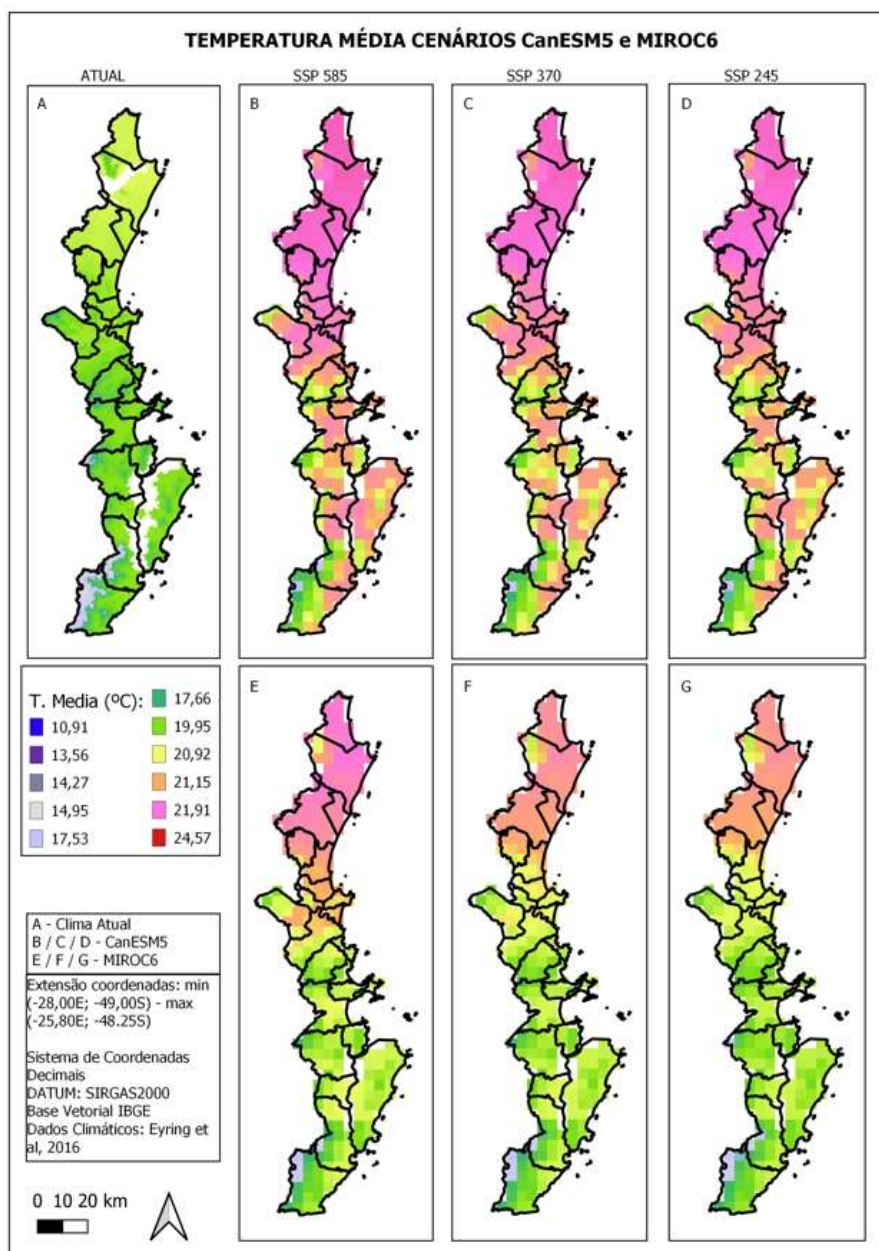 TEMPERATURA MÉDIA CENÁRIOS CanESM5 e MIROC6
ATUAL
SSP 585
SSP 370
SSP 245
A
B
C
D
E
F
G
T. Media (ºC):
10,91
13,56
14,27
14,95
17,53
17,66
19,95
20,92
21,15
21,91
24,57
A - Clima Atual
B / C / D - CanESM5
E / F / G - MIROC6
Extensão coordenadas: min
(-28,00E; -49,00S) - max
(-25,80E; -48.25S)
Sistema de Coordenadas
Decimais
DATUM: SIRGAS2000
Base Vetorial IBGE
Dados Climáticos: Eyring et
al, 2016
0 10 20 km